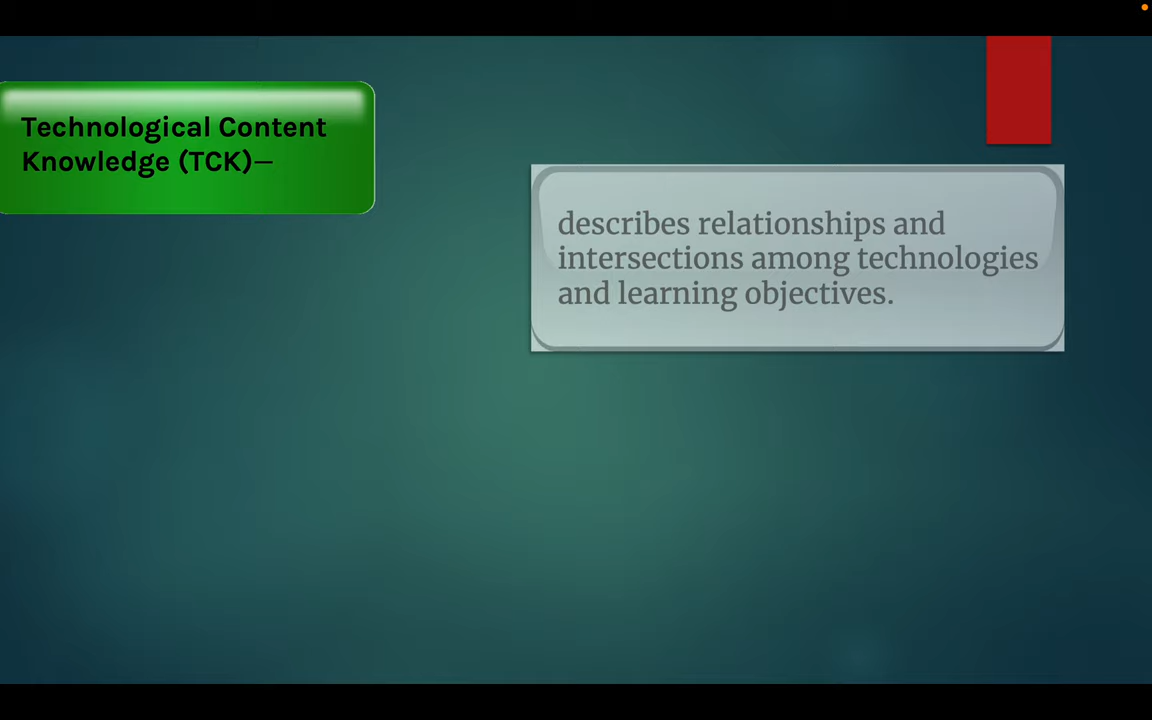 Technological Content
Knowledge (TCK)—
describes relationships and
intersections among technologies
and learning objectives.